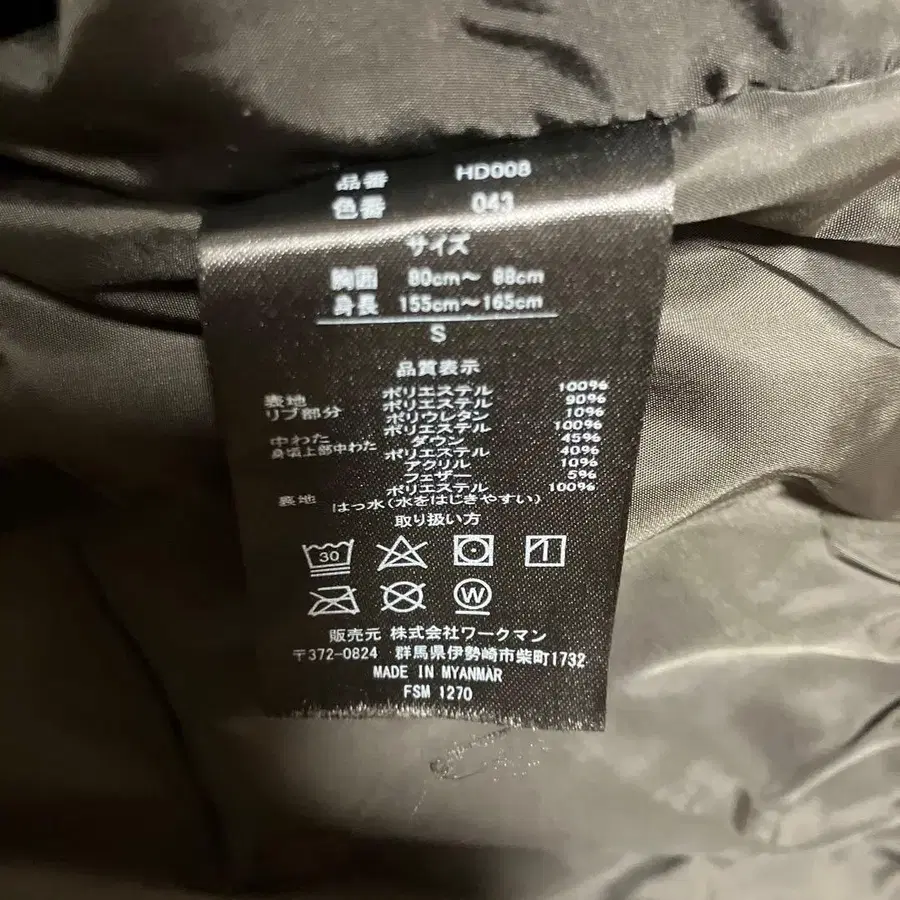 品番 HD008
色番 043
サイズ
胸囲 80cm～ 88cm
身長 155cm～165cm
S
品質表示
表地 ポリエステル 100%
リブ部分 ポリエステル 90%
ポリウレタン 10%
中わた ポリエステル 100%
身頃上部中わた ダウン 45%
ポリエステル 40%
アクリル 10%
フェザー 5%
裏地 ポリエステル 100%
はっ水(水をはじきやすい)
取り扱い方
30
W
販売元 株式会社ワークマン
〒372-0824 群馬県伊勢崎市柴町1732
MADE IN MYANMAR
FSM 1270